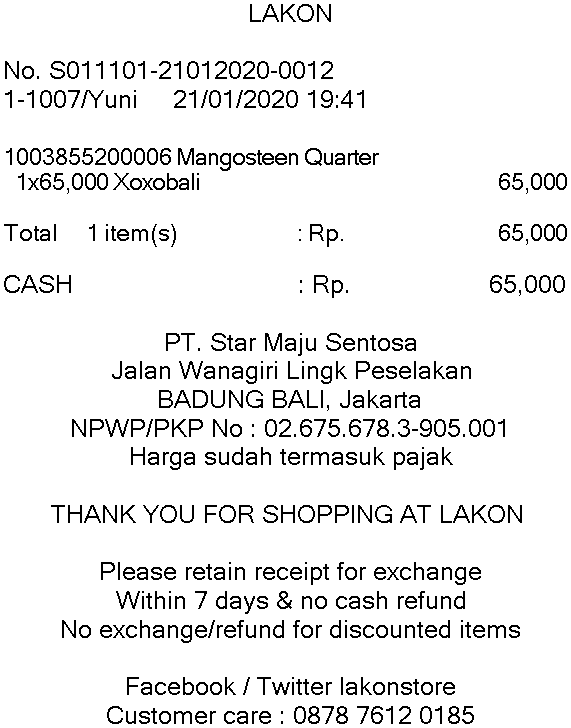 LAKON
No. S011101-21012020-0012
1-1007/Yuni 21/01/2020 19:41
1003855200006 Mangosteen Quarter
1x65,000 Xoxobali 65,000
Total 1 item(s) : Rp. 65,000
CASH : Rp. 65,000
PT. Star Maju Sentosa
Jalan Wanagiri Lingk Peselakan
BADUNG BALI, Jakarta
NPWP/PKP No : 02.675.678.3-905.001
Harga sudah termasuk pajak
THANK YOU FOR SHOPPING AT LAKON
Please retain receipt for exchange
Within 7 days & no cash refund
No exchange/refund for discounted items
Facebook / Twitter lakonstore
Customer care : 0878 7612 0185